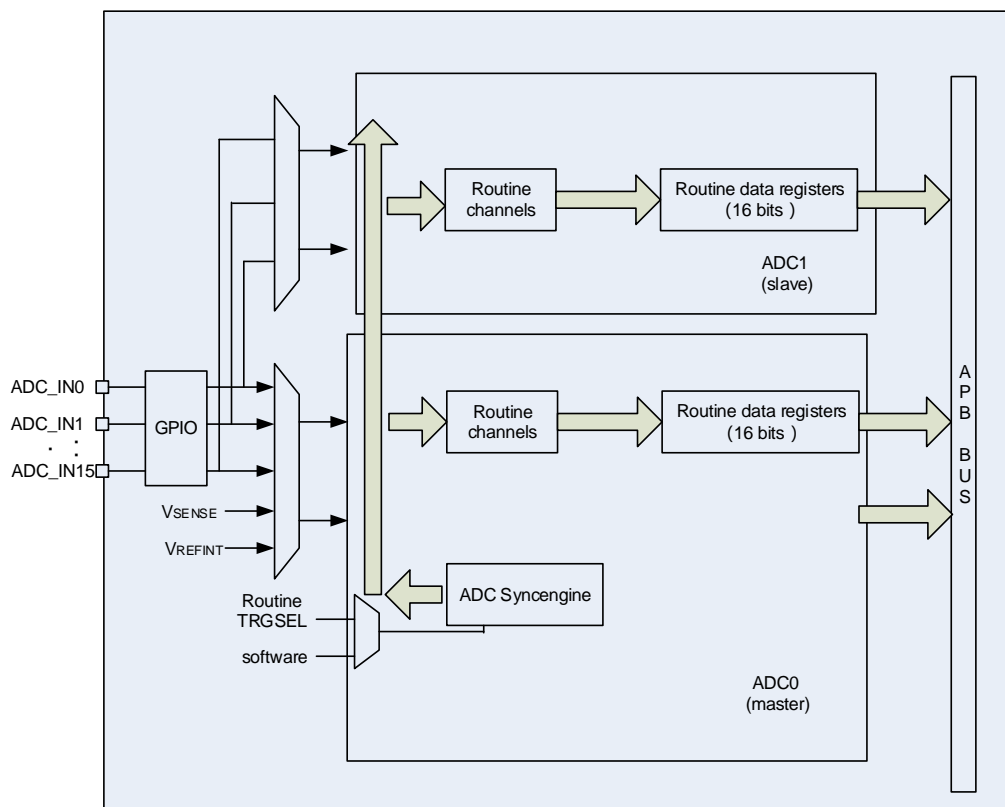 Routine
channels
Routine data registers
(16 bits )
ADC1
(slave)
ADC_IN0
ADC_IN1
. .
. .
ADC_IN15
GPIO
VSENSE
VREFINT
Routine
channels
Routine data registers
(16 bits )
Routine
TRGSEL
software
ADC Syncengine
ADC0
(master)
A
P
B
B
U
S